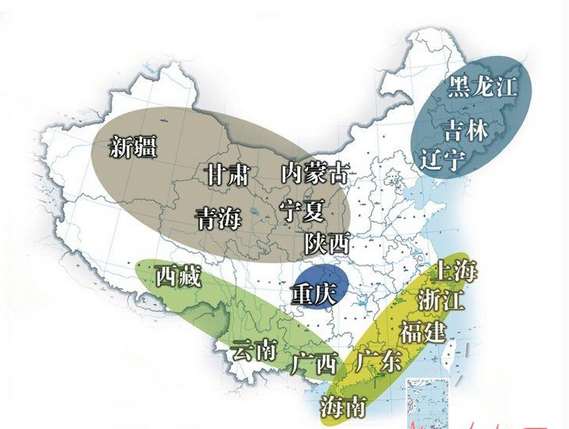 黑龙江
吉林
辽宁
新疆
甘肃
内蒙古
青海
宁夏
陕西
西藏
重庆
上海
浙江
福建
云南
广西
广东
海南